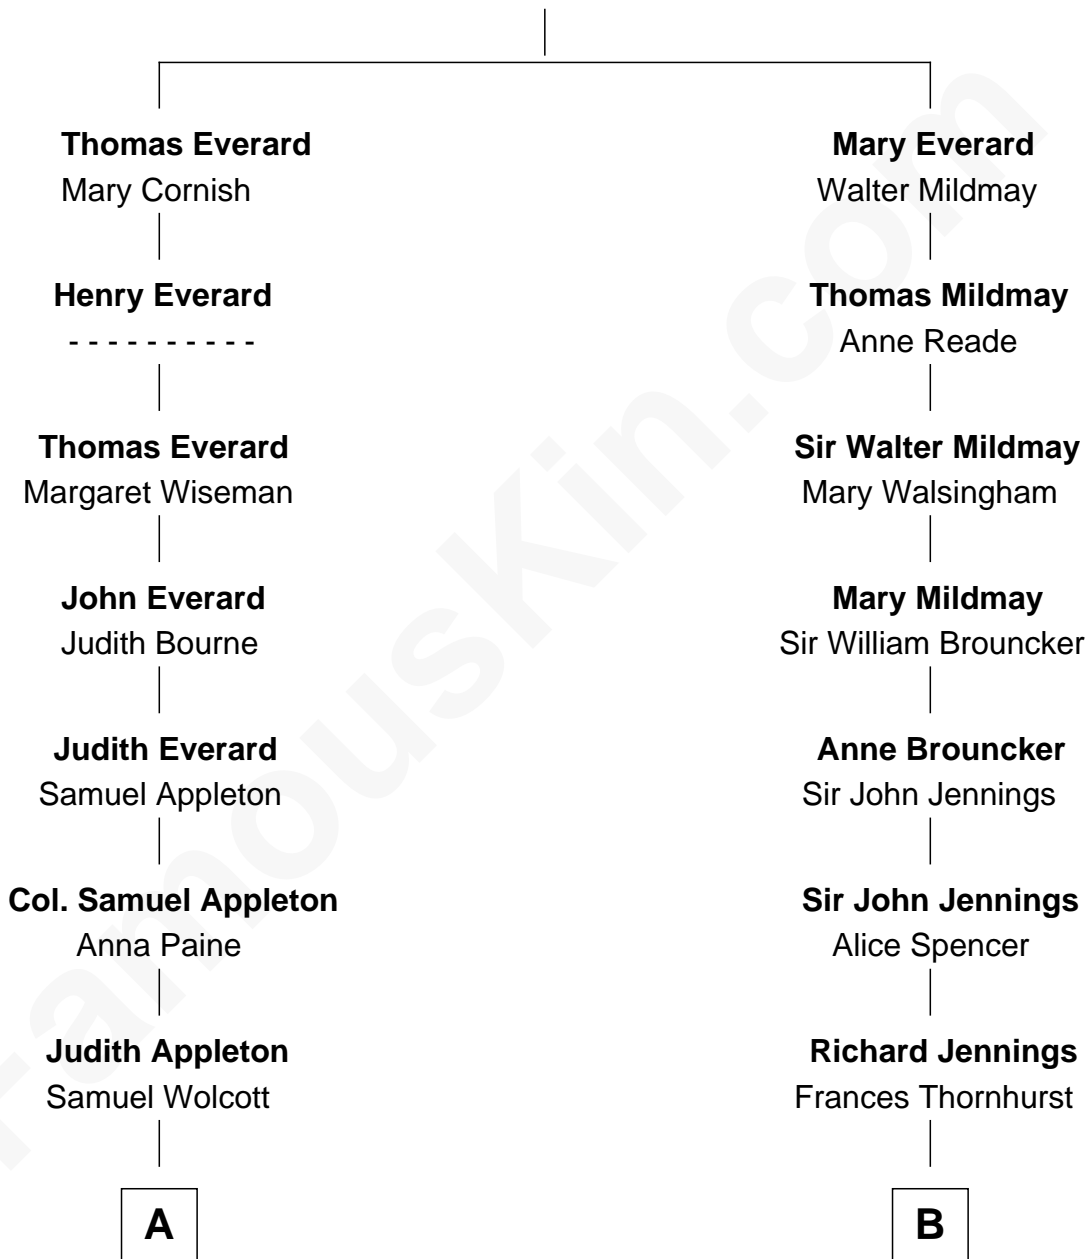 Thomas Everard
Mary Cornish
Henry Everard
- - - - - - - - - -
Thomas Everard
Margaret Wiseman
John Everard
Judith Bourne
Judith Everard
Samuel Appleton
Col. Samuel Appleton
Anna Paine
Judith Appleton
Samuel Wolcott
A
Mary Everard
Walter Mildmay
Thomas Mildmay
Anne Reade
Sir Walter Mildmay
Mary Walsingham
Mary Mildmay
Sir William Brouncker
Anne Brouncker
Sir John Jennings
Sir John Jennings
Alice Spencer
Richard Jennings
Frances Thornhurst
B
FamousKin.com